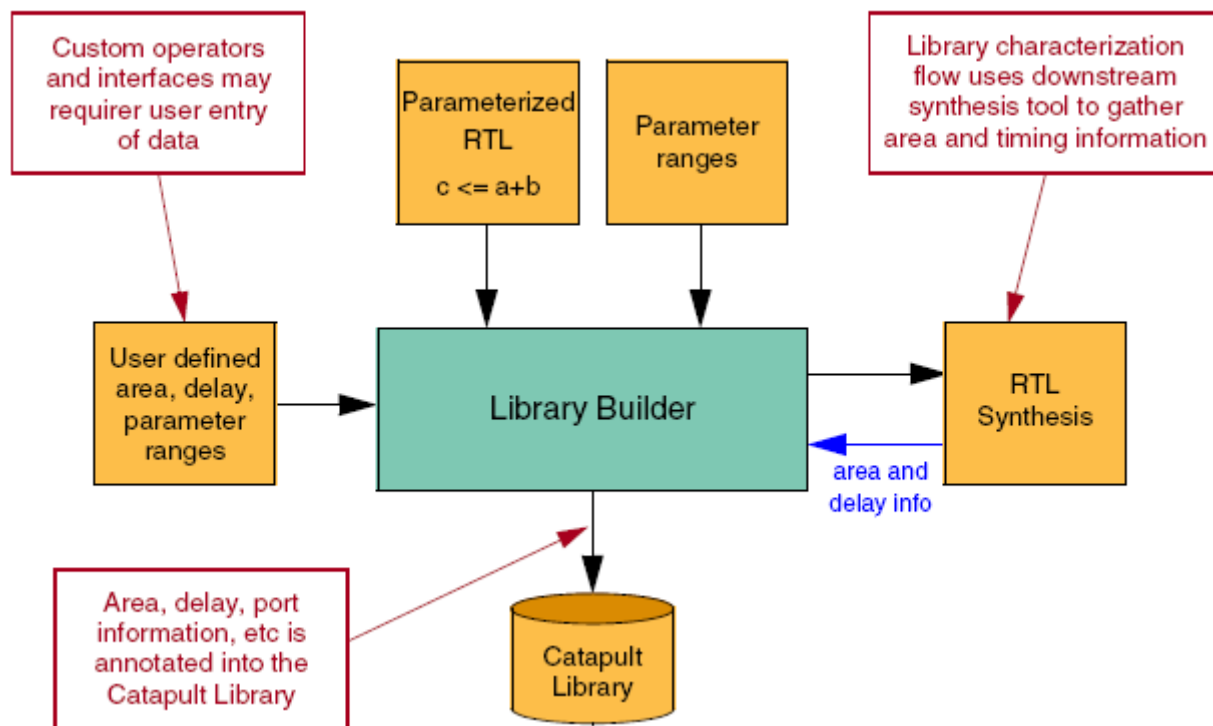 Custom operators
and interfaces may
requirer user entry
of data
Parameterized
RTL
c <= a+b
Parameter
ranges
Library characterization
flow uses downstream
synthesis tool to gather
area and timing information
User defined
area, delay,
parameter
ranges
Library Builder
RTL
Synthesis
area and
delay info
Area, delay, port
information, etc is
annotated into the
Catapult Library
Catapult
Library